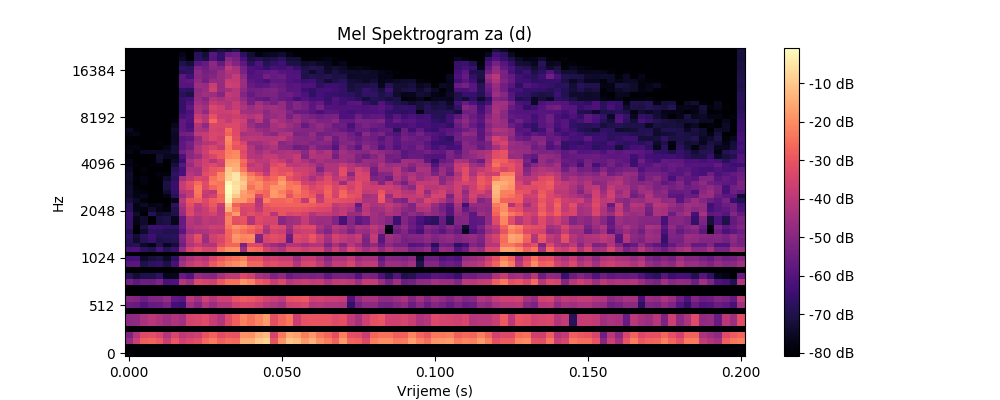 Mel Spektrogram za (d)
16384
8192
4096
2048
1024
512
0
Hz
0.000
0.050
0.100
0.150
0.200
Vrijeme (s)
-10 dB
-20 dB
-30 dB
-40 dB
-50 dB
-60 dB
-70 dB
-80 dB